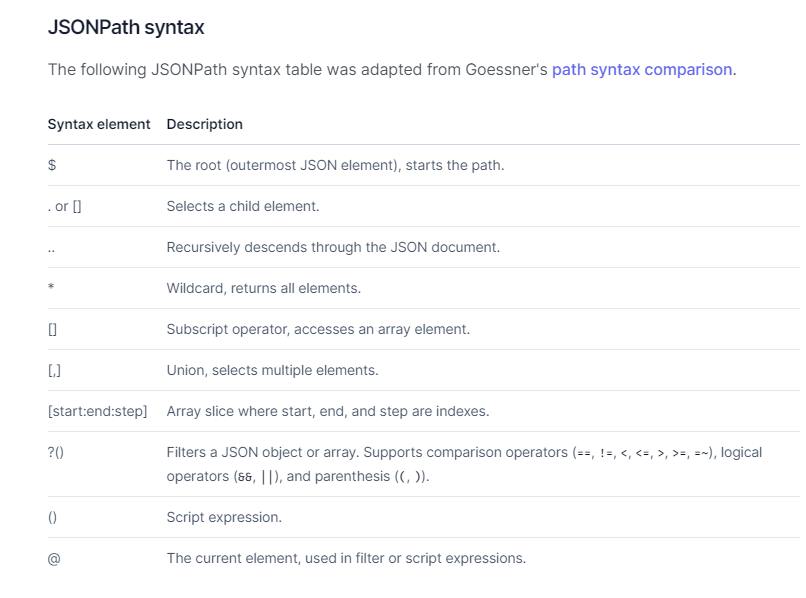 JSONPath syntax
The following JSONPath syntax table was adapted from Goessner's path syntax comparison.
Syntax element Description
$ The root (outermost JSON element), starts the path.
. or [] Selects a child element.
.. Recursively descends through the JSON document.
* Wildcard, returns all elements.
[] Subscript operator, accesses an array element.
[,] Union, selects multiple elements.
[start:end:step] Array slice where start, end, and step are indexes.
?() Filters a JSON object or array. Supports comparison operators (==, !=, <, <=, >, >=, =~), logical
operators (&&, ||), and parenthesis ((, )).
() Script expression.
@ The current element, used in filter or script expressions.